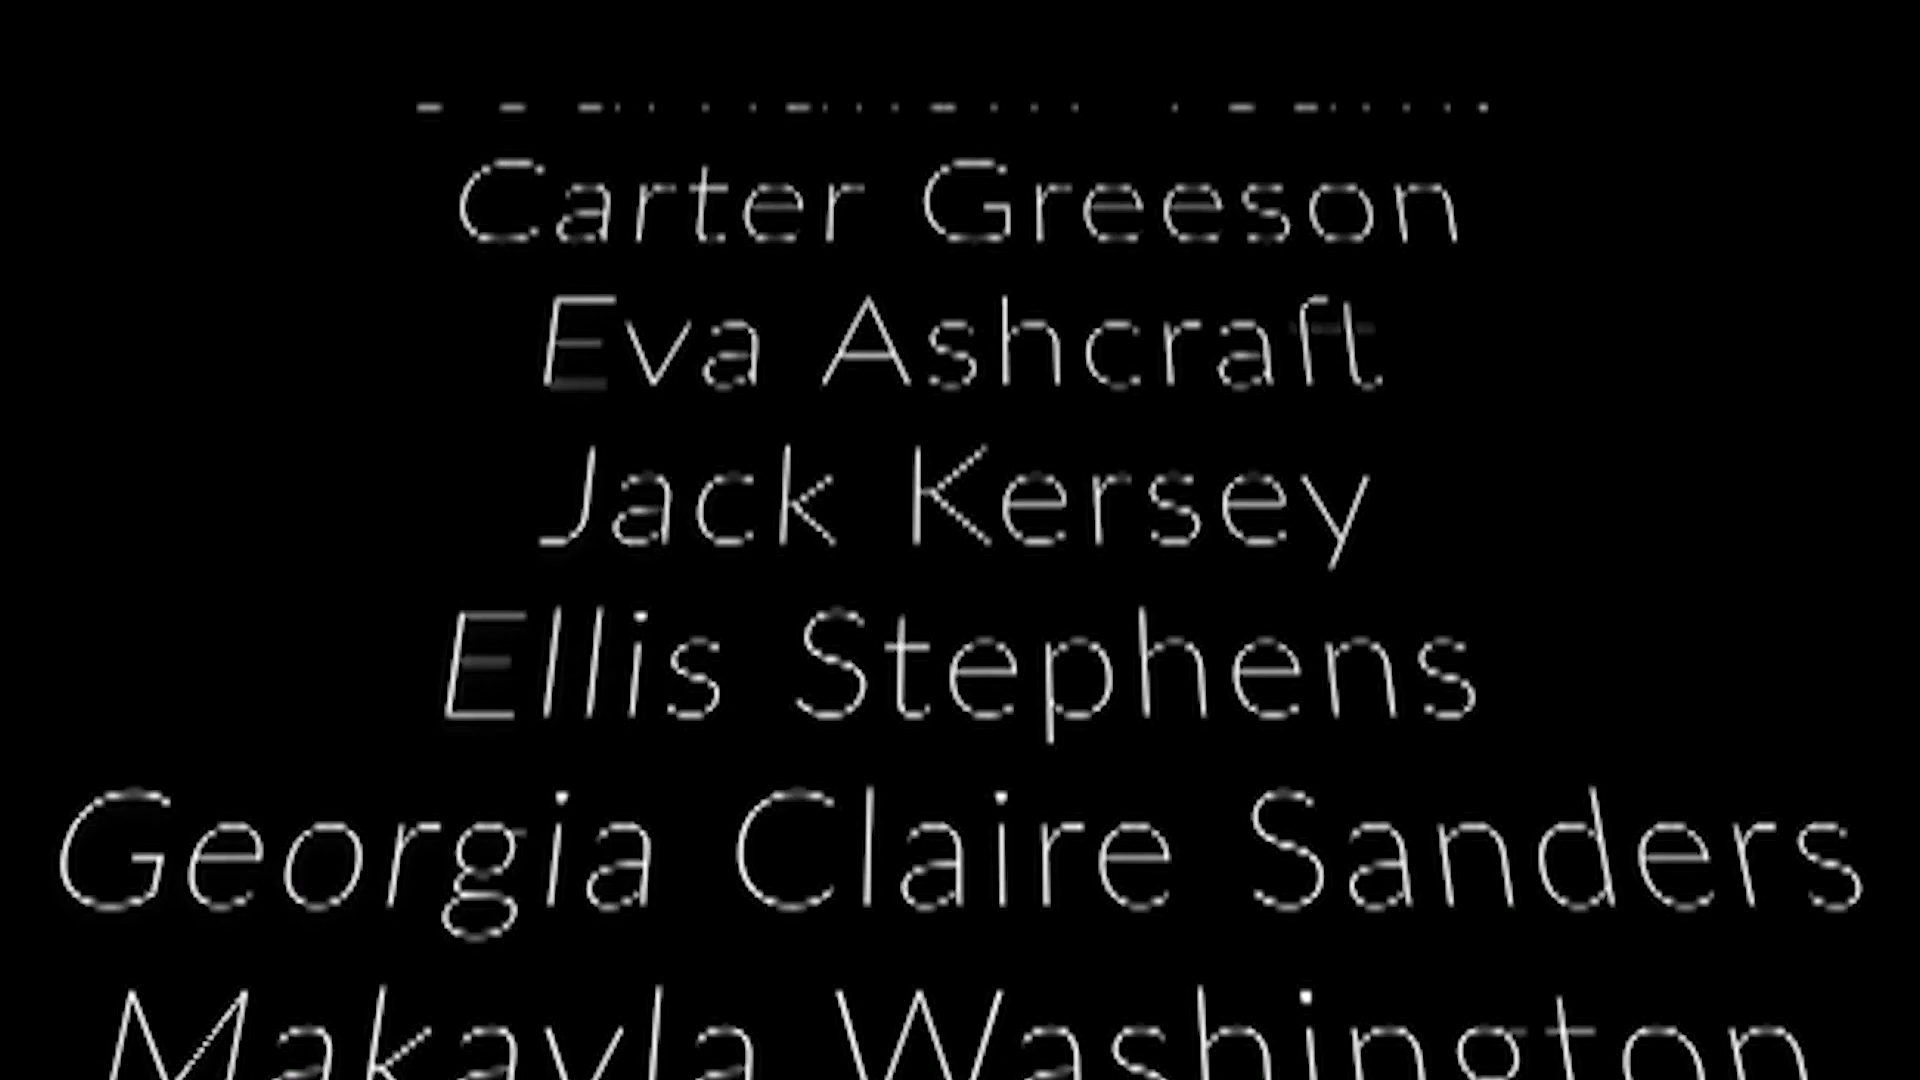 Carter Greeson
Eva Ashcraft
Jack Kersey
Ellis Stephens
Georgia Claire Sanders
Makayla Washington